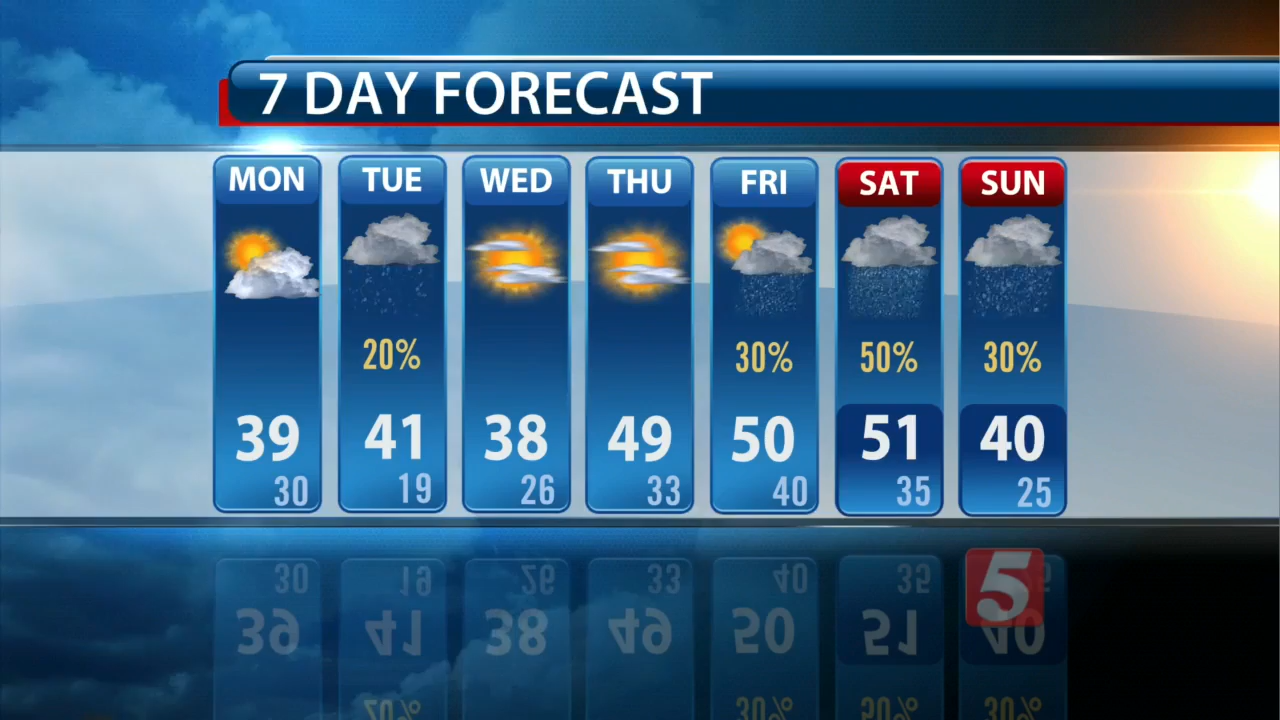 7 DAY FORECAST
MON TUE WED THU FRI SAT SUN
20% 30% 50% 30%
39 41 38 49 50 51 40
30 19 26 33 40 35 25
5